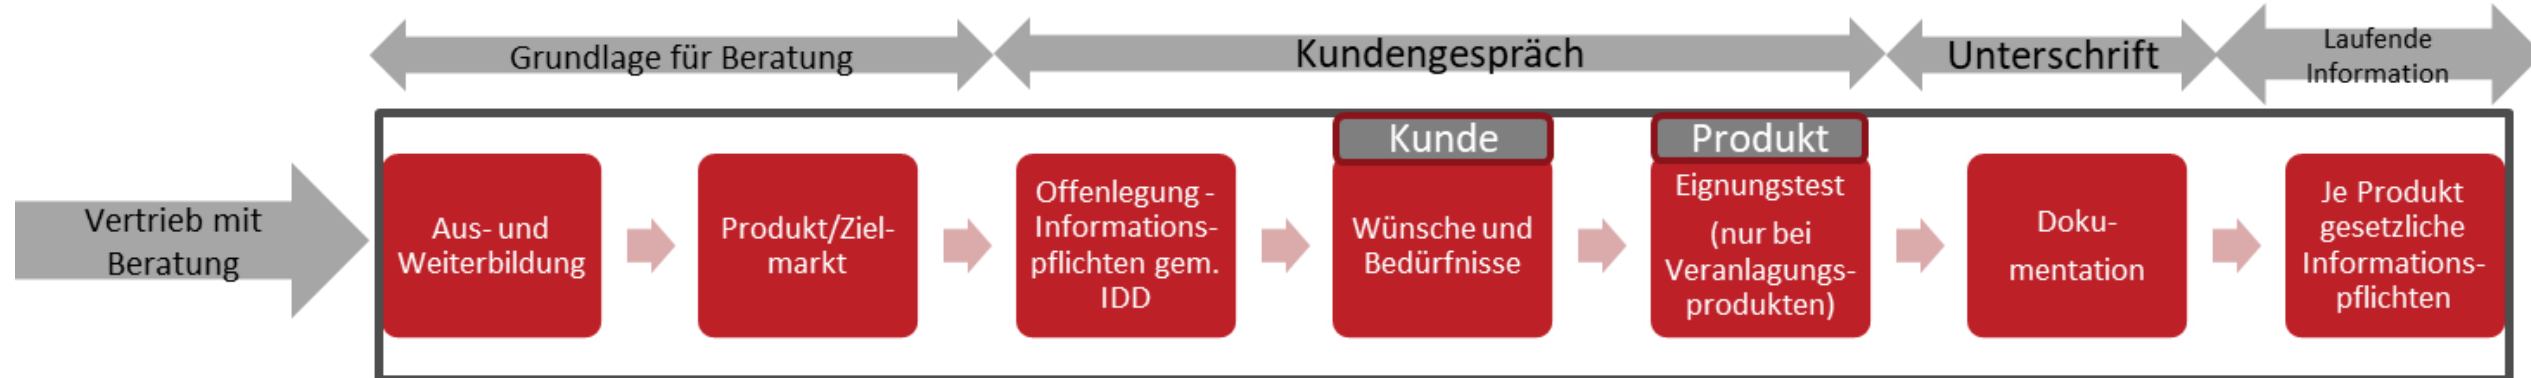 Grundlage für Beratung
Kundengespräch
Unterschrift
Laufende
Information
Vertrieb mit
Beratung
Aus- und
Weiterbildung
Produkt/Ziel-
markt
Offenlegung -
Informations-
pflichten gem.
IDD
Kunde
Wünsche und
Bedürfnisse
Produkt
Eignungstest
(nur bei
Veranlagungs-
produkten)
Doku-
mentation
Je Produkt
gesetzliche
Informations-
pflichten